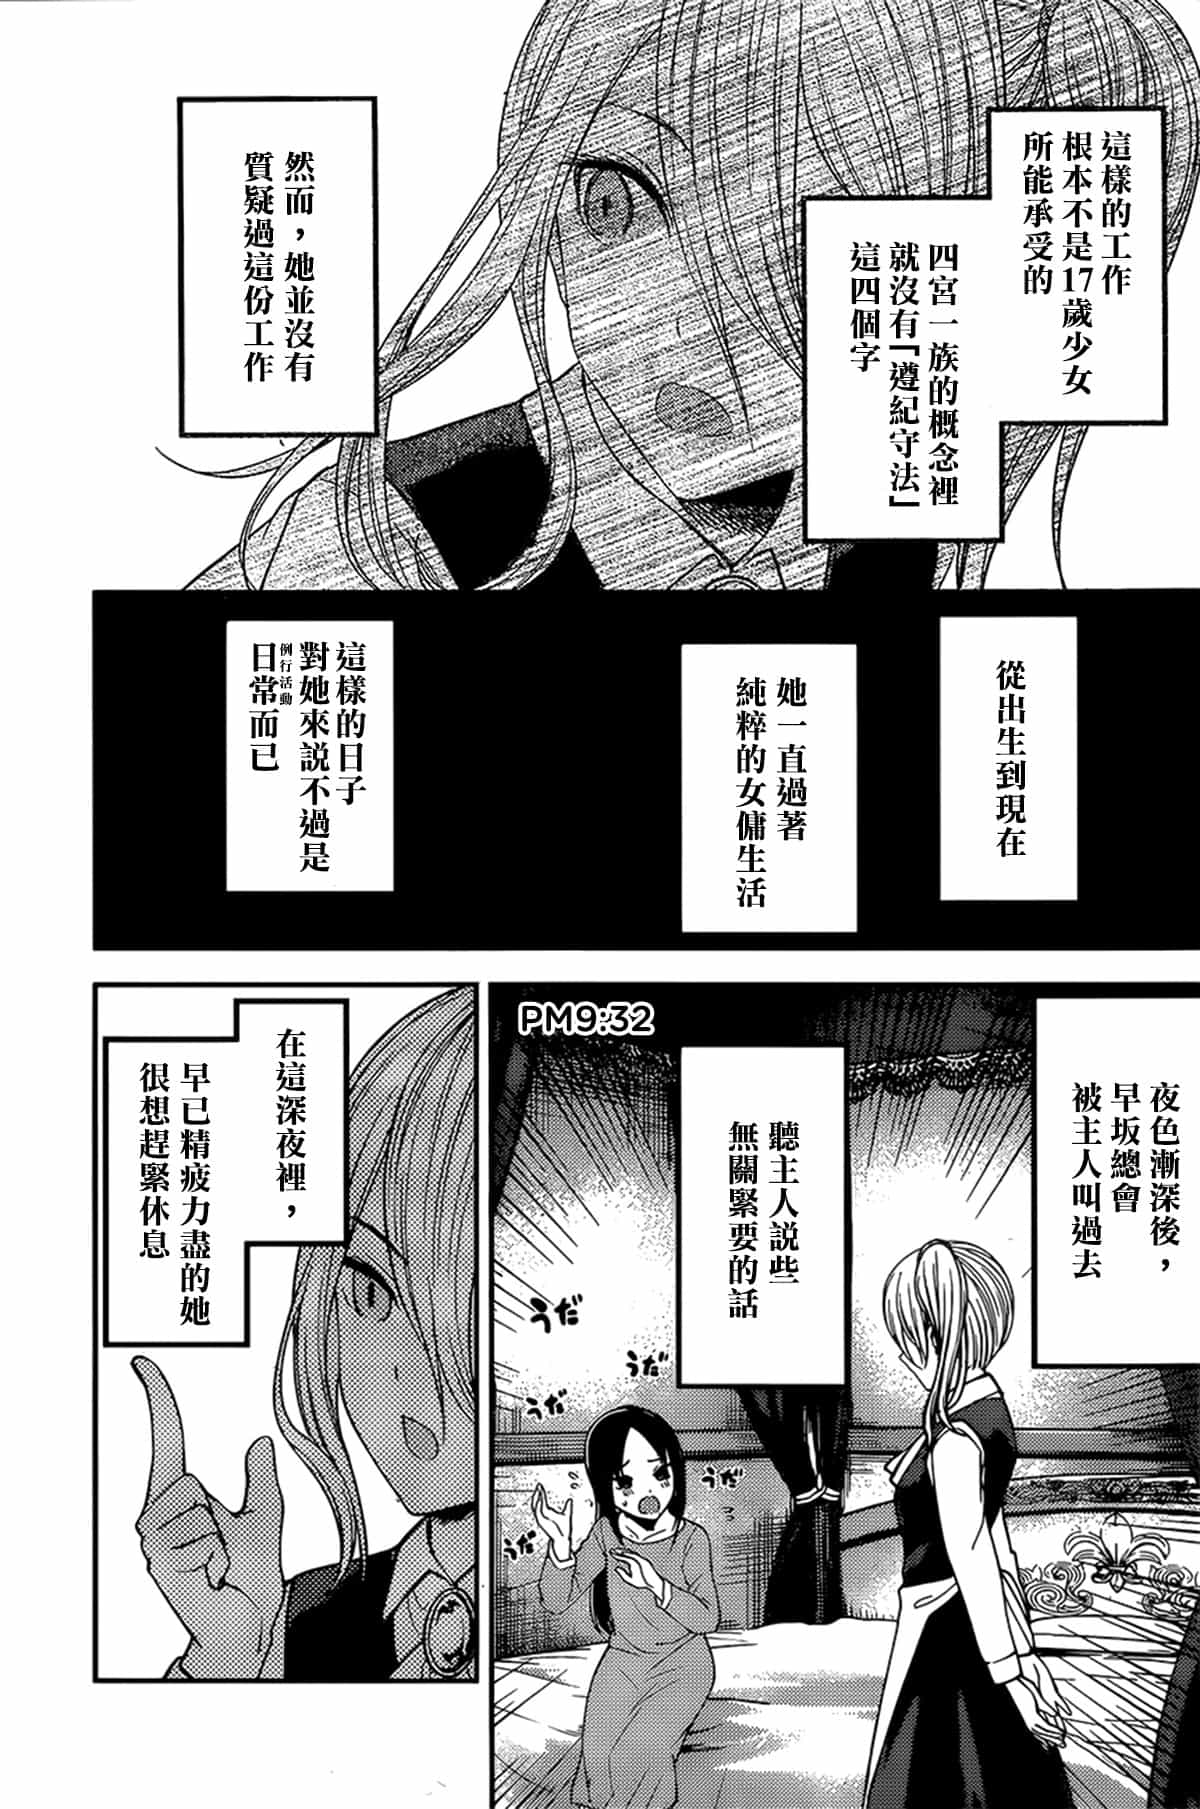 這樣的工作
根本不是17歲少女
所能承受的
四宮一族的概念裡
就沒有「遵紀守法」
這四個字
然而，她並沒有
質疑過這份工作
從出生到現在
她一直過著
純粹的女傭生活
這樣的日子
對她來說不過是
例行活動
日常而已
夜色漸深後，
早坂總會
被主人叫過去
PM9:32
聽主人說些
無關緊要的話
うだ
うだ
うだ
うだ
うだ
在這深夜裡，
早已精疲力盡的她
很想趕緊休息